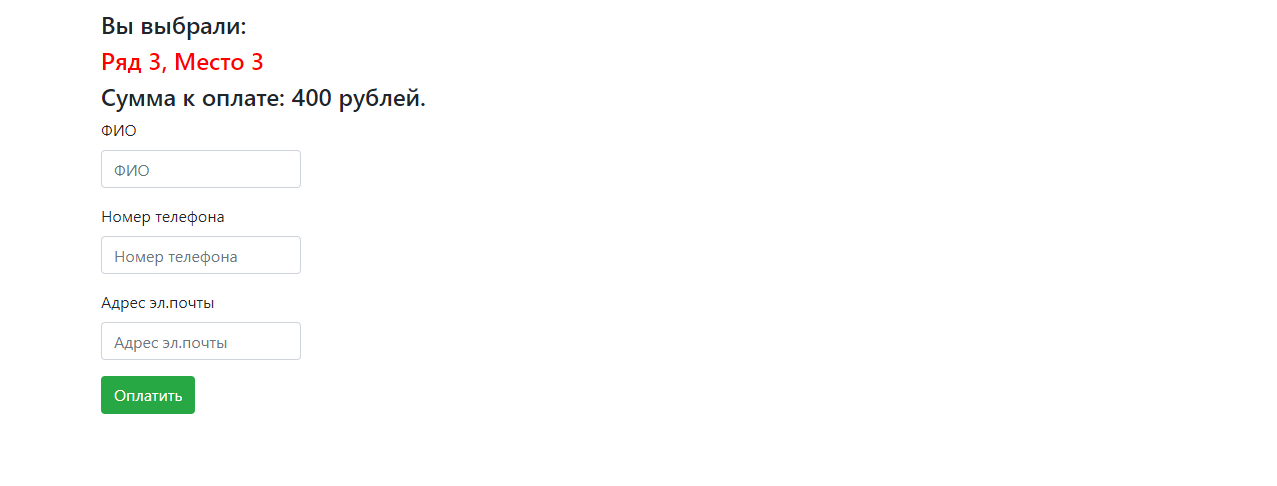 Вы выбрали:
Ряд 3, Место 3
Сумма к оплате: 400 рублей.
ФИО
ФИО
Номер телефона
Номер телефона
Адрес эл.почты
Адрес эл.почты
Оплатить